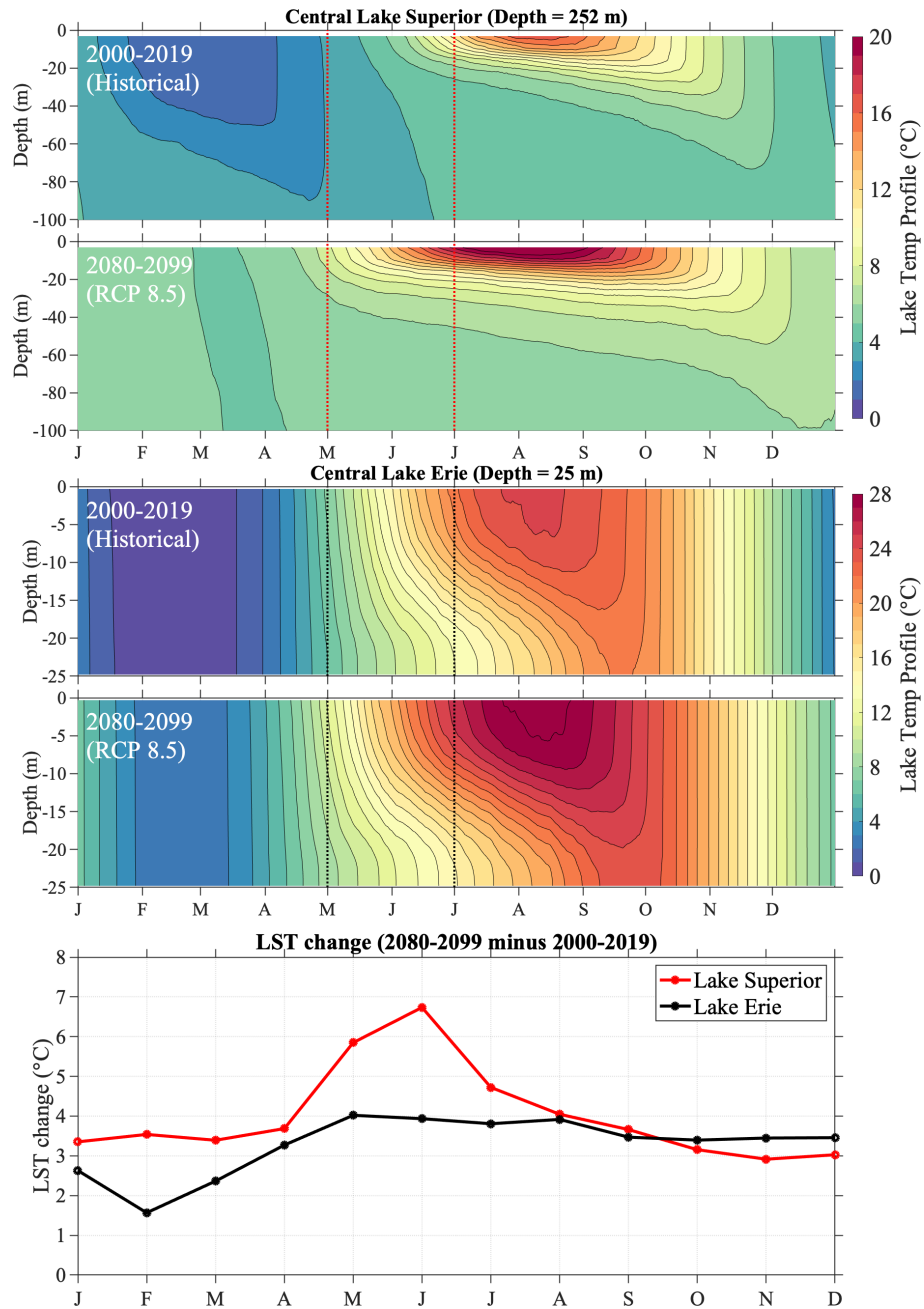 Central Lake Superior (Depth = 252 m)
2000-2019
(Historical)
Depth (m)
0
-20
-40
-60
-80
-100
2080-2099
(RCP 8.5)
Depth (m)
0
-20
-40
-60
-80
-100
J F M A M J J A S O N D
20
16
12
8
4
0
Lake Temp Profile (°C)
Central Lake Erie (Depth = 25 m)
2000-2019
(Historical)
Depth (m)
0
-5
-10
-15
-20
-25
2080-2099
(RCP 8.5)
Depth (m)
0
-5
-10
-15
-20
-25
J F M A M J J A S O N D
28
24
20
16
12
8
4
0
Lake Temp Profile (°C)
LST change (2080-2099 minus 2000-2019)
LST change (°C)
8
7
6
5
4
3
2
1
0
Lake Superior
Lake Erie
J F M A M J J A S O N D